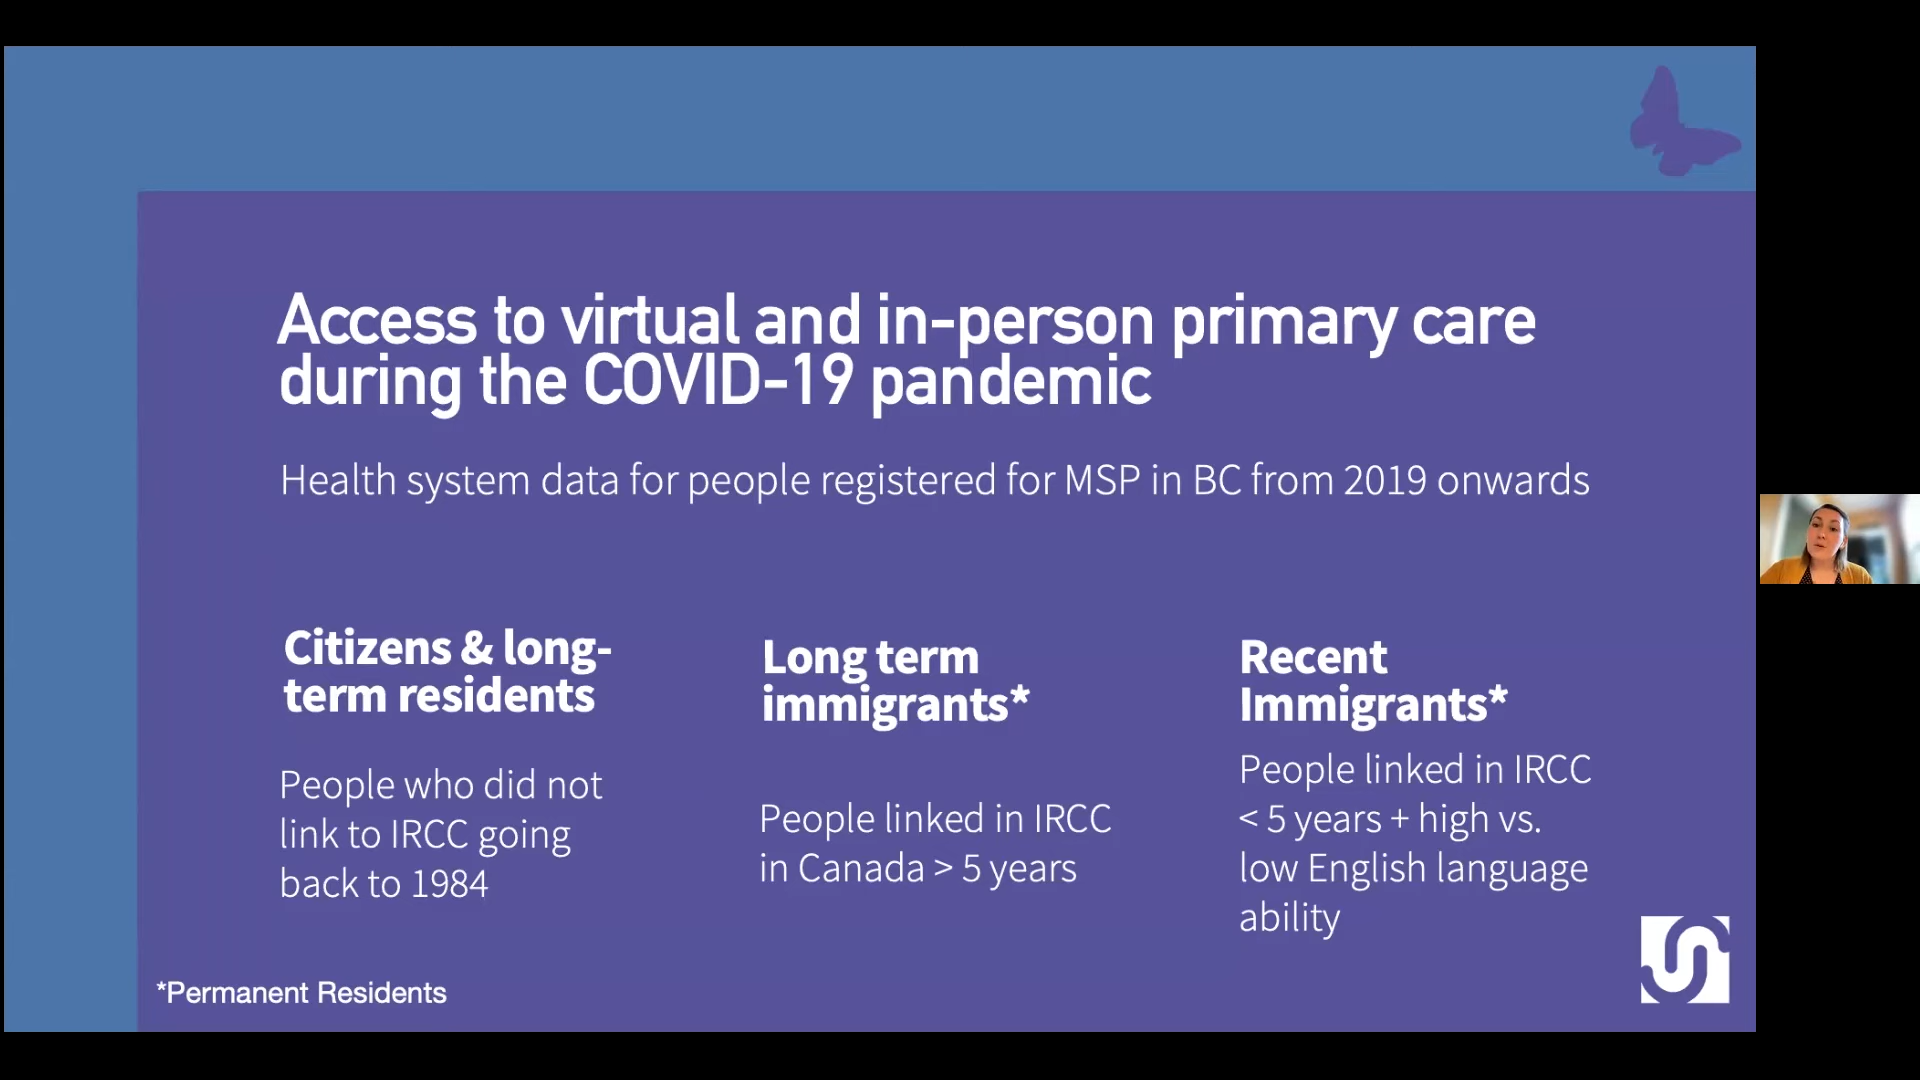 Access to virtual and in-person primary care
during the COVID-19 pandemic
Health system data for people registered for MSP in BC from 2019 onwards
Citizens & long-
term residents
People who did not
link to IRCC going
back to 1984
Long term
immigrants*
People linked in IRCC
in Canada > 5 years
Recent
Immigrants*
People linked in IRCC
< 5 years + high vs.
low English language
ability
*Permanent Residents